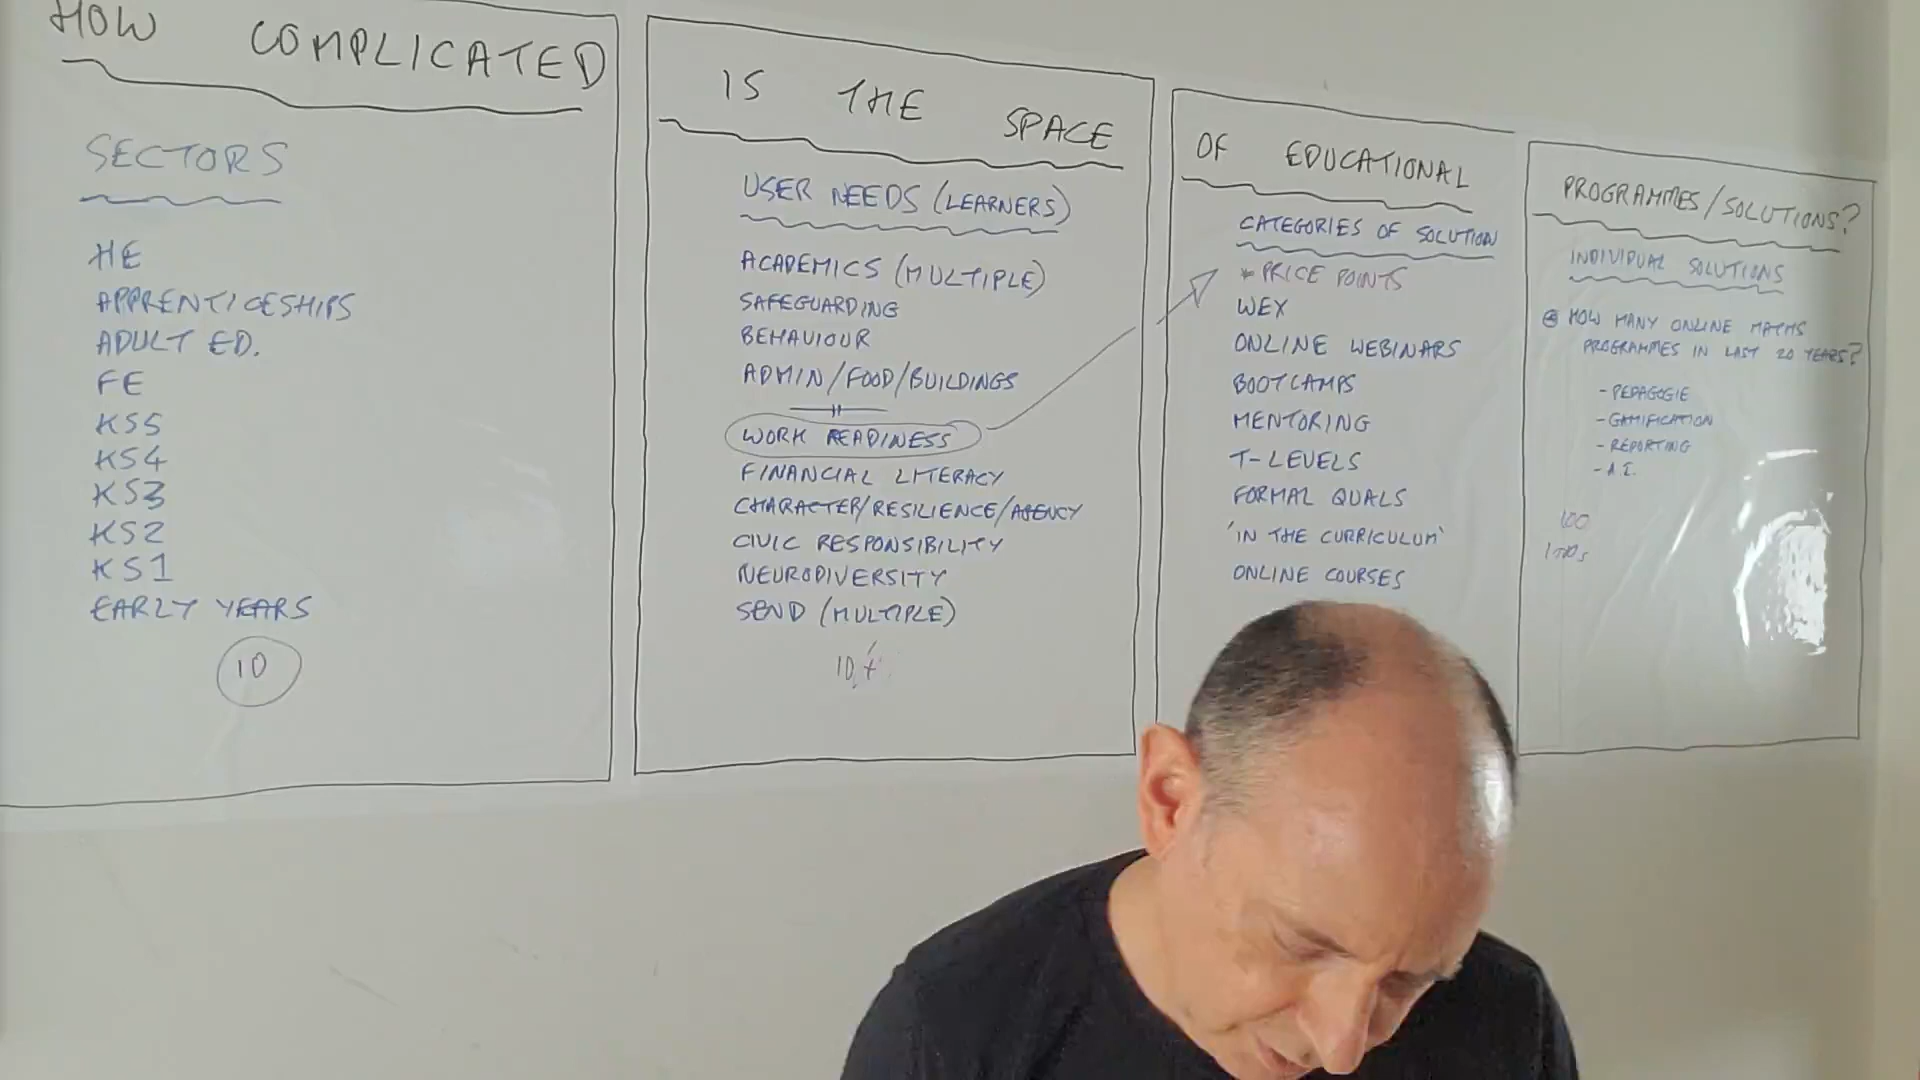 HOW COMPLICATED
SECTORS
HE
APPRENTICESHIPS
ADULT ED.
FE
KS5
KS4
KS3
KS2
KS1
EARLY YEARS
10
IS THE SPACE
USER NEEDS (LEARNERS)
ACADEMICS (MULTIPLE)
SAFEGUARDING
BEHAVIOUR
ADMIN/FOOD/BUILDINGS
WORK READINESS
FINANCIAL LITERACY
CHARACTER/RESILIENCE/AGENCY
CIVIC RESPONSIBILITY
NEURODIVERSITY
SEND (MULTIPLE)
10+
OF EDUCATIONAL
CATEGORIES OF SOLUTION
* PRICE POINTS
WEX
ONLINE WEBINARS
BOOTCAMPS
MENTORING
T-LEVELS
FORMAL QUALS
'IN THE CURRICULUM'
ONLINE COURSES
PROGRAMMES/SOLUTIONS?
INDIVIDUAL SOLUTIONS
HOW MANY ONLINE MATHS
PROGRAMMES IN LAST 20 YEARS?
- PEDAGOGIE
- GAMIFICATION
- REPORTING
- A.I.
100